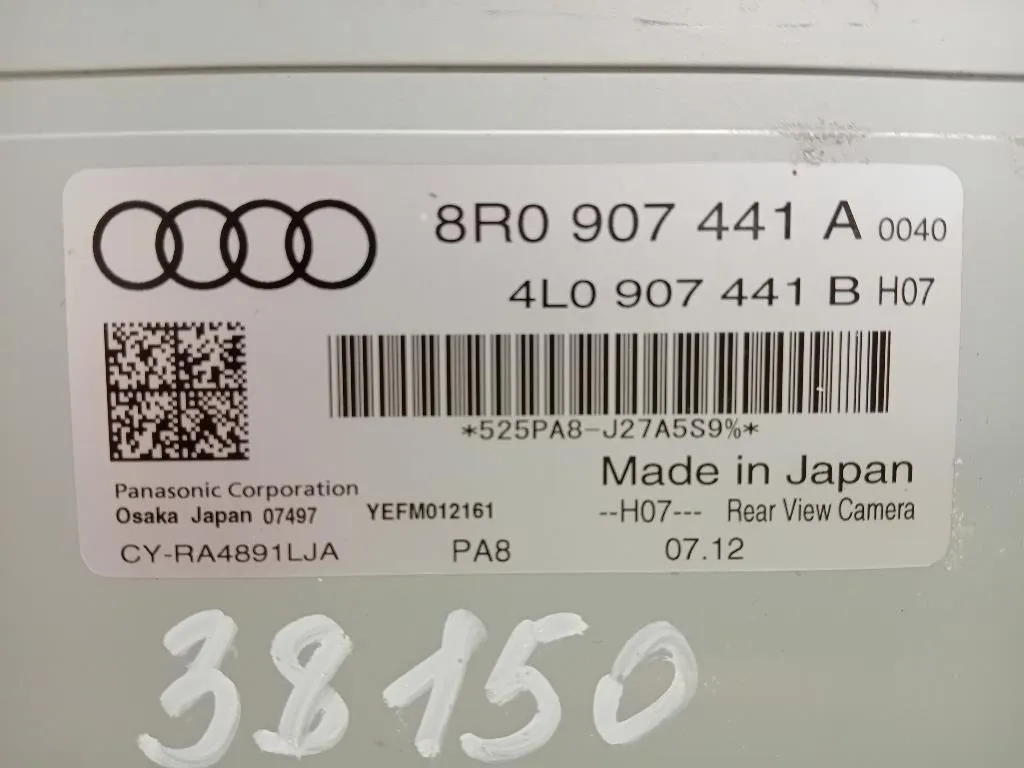 8R0 907 441 A 0040
4L0 907 441 B H07
*525PA8-J27A5S9%*
Made in Japan
Panasonic Corporation
Osaka Japan 07497 YEFM012161 --H07--- Rear View Camera
CY-RA4891LJA PA8 07.12
38150